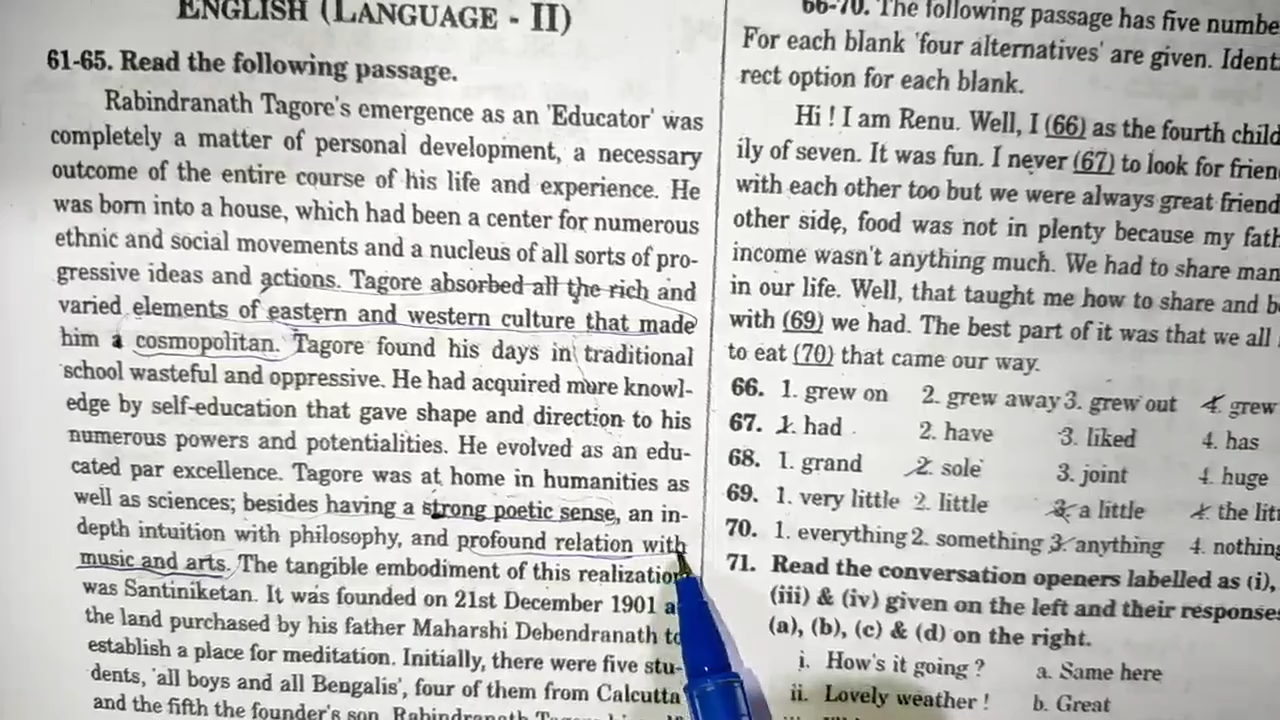 ENGLISH (LANGUAGE - II)
61-65. Read the following passage.
Rabindranath Tagore's emergence as an 'Educator' was
completely a matter of personal development, a necessary
outcome of the entire course of his life and experience. He
was born into a house, which had been a center for numerous
ethnic and social movements and a nucleus of all sorts of pro-
gressive ideas and actions. Tagore absorbed all the rich and
varied elements of eastern and western culture that made
him a cosmopolitan. Tagore found his days in traditional
school wasteful and oppressive. He had acquired more knowl-
edge by self-education that gave shape and direction to his
numerous powers and potentialities. He evolved as an edu-
cated par excellence. Tagore was at home in humanities as
well as sciences; besides having a strong poetic sense, an in-
depth intuition with philosophy, and profound relation with
music and arts. The tangible embodiment of this realization
was Santiniketan. It was founded on 21st December 1901
the land purchased by his father Maharshi Debendranath to
establish a place for meditation. Initially, there were five stu-
dents, 'all boys and all Bengalis', four of them from Calcutta
and the fifth the founder's son. Rabindranath
66-70. The following passage has five
For each blank 'four alternatives' are given.
rect option for each blank.
Hi ! I am Renu. Well, I (66) as the fourth child
ily of seven. It was fun. I never (67) to look for
with each other too but we were always great
other side, food was not in plenty because my
income wasn't anything much. We had to share
in our life. Well, that taught me how to share and
with (69) we had. The best part of it was that we all
to eat (70) that came our way.
66. 1. grew on 2. grew away 3. grew out 4. grew
67. 1. had 2. have 3. liked 4. has
68. 1. grand 2. sole 3. joint 4. huge
69. 1. very little 2. little 3. a little 4. the
70. 1. everything 2. something 3. anything 4.
71. Read the conversation openers labelled as (i),
(iii) & (iv) given on the left and their
(a), (b), (c) & (d) on the right.
i. How's it going ? a. Same here
ii. Lovely weather ! b. Great